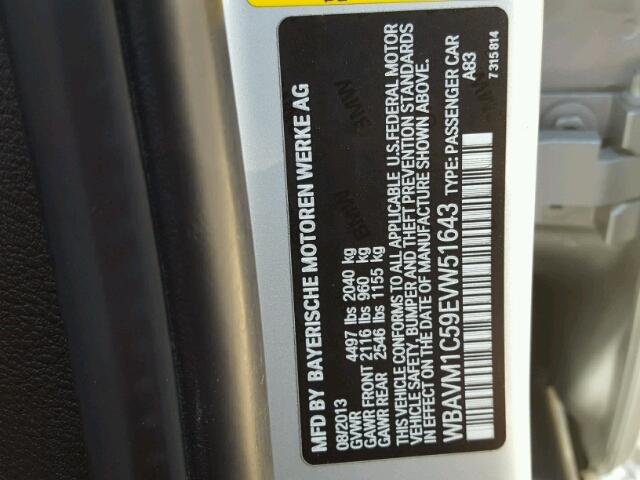 MFD BY BAYERISCHE MOTOREN WERKE AG
08/2013
GVWR 4497 lbs 2040 kg
GAWR FRONT 2116 lbs 960 kg
GAWR REAR 2546 lbs 1155 kg
THIS VEHICLE CONFORMS TO ALL APPLICABLE U.S.FEDERAL MOTOR
VEHICLE SAFETY, BUMPER AND THEFT PREVENTION STANDARDS
IN EFFECT ON THE DATE OF MANUFACTURE SHOWN ABOVE.
WBAVM1C59EVW51643 TYPE: PASSENGER CAR
A83
7 315 814
BMW
BMW
BMW